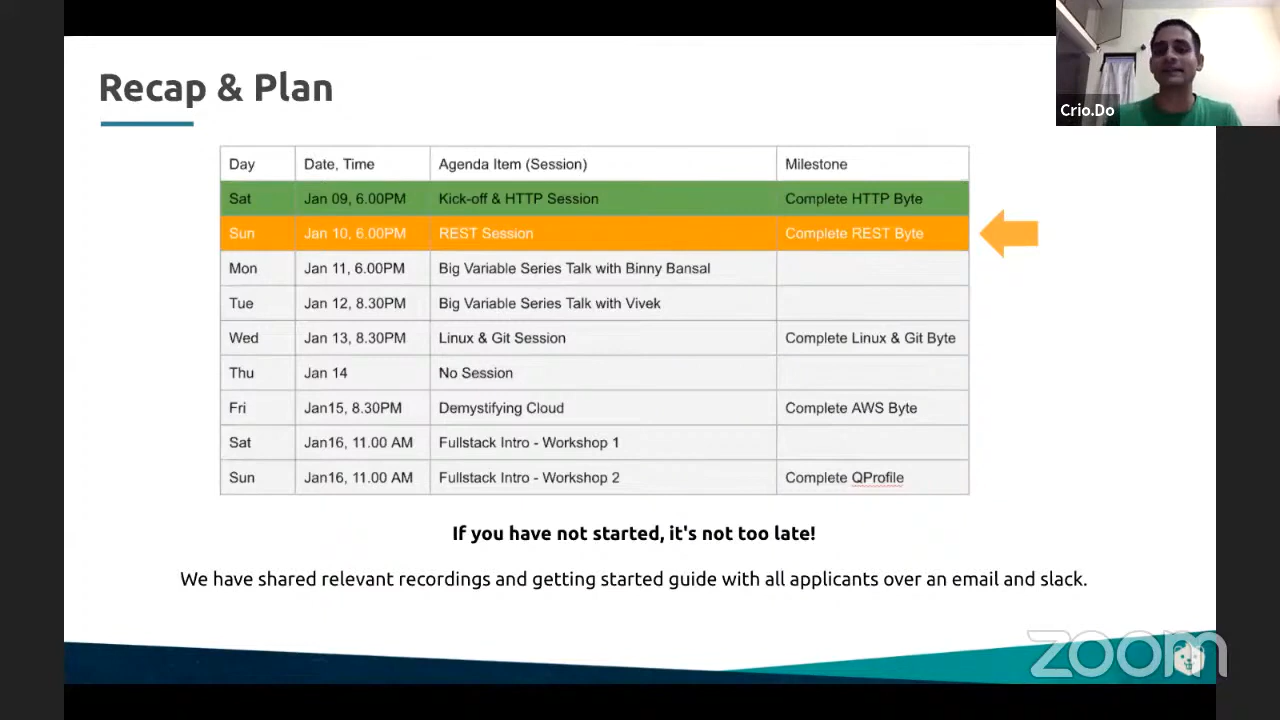 Recap & Plan
Crio.Do
Day Date, Time Agenda Item (Session) Milestone
Sat Jan 09, 6.00PM Kick-off & HTTP Session Complete HTTP Byte
Sun Jan 10, 6.00PM REST Session Complete REST Byte
Mon Jan 11, 6.00PM Big Variable Series Talk with Binny Bansal
Tue Jan 12, 8.30PM Big Variable Series Talk with Vivek
Wed Jan 13, 8.30PM Linux & Git Session Complete Linux & Git Byte
Thu Jan 14 No Session
Fri Jan15, 8.30PM Demystifying Cloud Complete AWS Byte
Sat Jan16, 11.00 AM Fullstack Intro - Workshop 1
Sun Jan16, 11.00 AM Fullstack Intro - Workshop 2 Complete QProfile
If you have not started, it's not too late!
We have shared relevant recordings and getting started guide with all applicants over an email and slack.
zoom